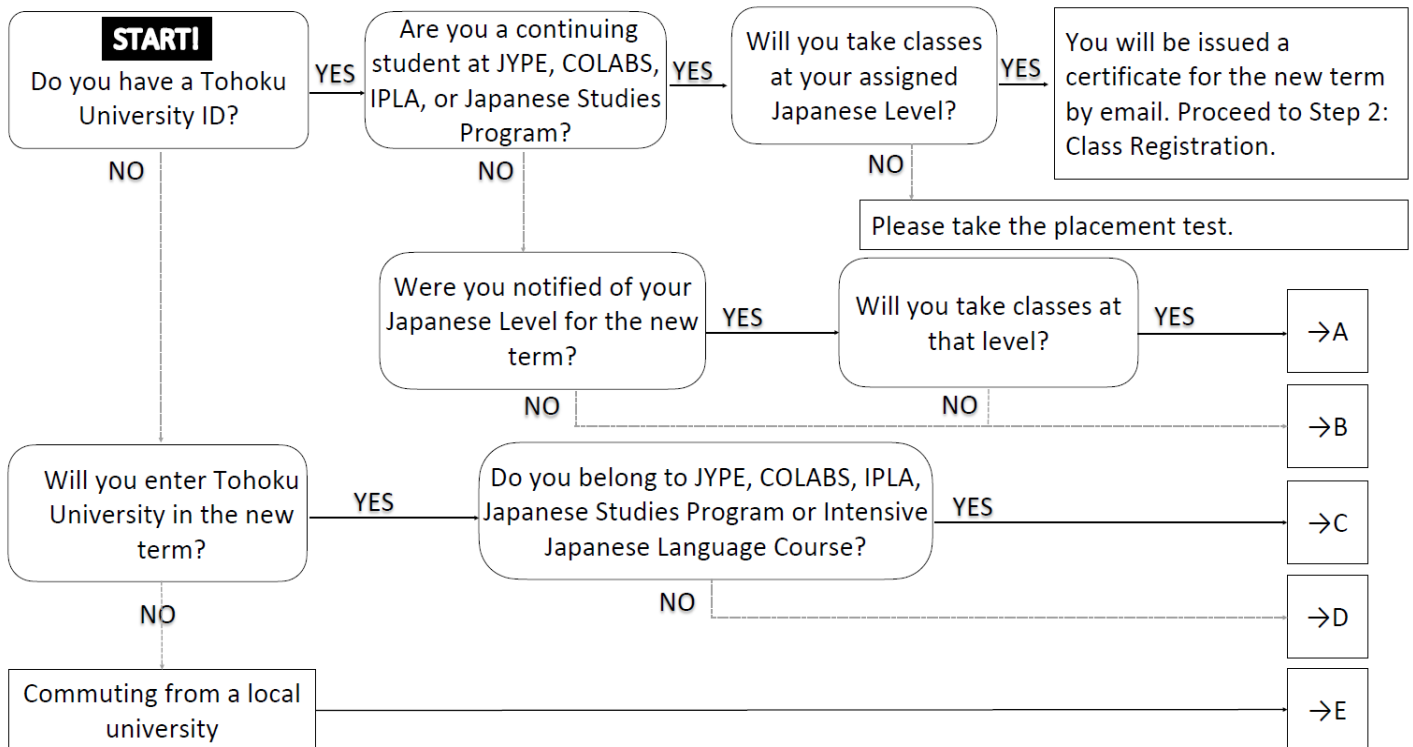 START!
Do you have a Tohoku
University ID?
YES
NO
Are you a continuing
student at JYPE, COLABS,
IPLA, or Japanese Studies
Program?
YES
NO
Will you take classes
at your assigned
Japanese Level?
YES
NO
You will be issued a
certificate for the new term
by email. Proceed to Step 2:
Class Registration.
Please take the placement test.
Were you notified of your
Japanese Level for the new
term?
YES
NO
Will you take classes at
that level?
YES
NO
→A
→B
Will you enter Tohoku
University in the new
term?
YES
NO
Do you belong to JYPE, COLABS, IPLA,
Japanese Studies Program or Intensive
Japanese Language Course?
YES
NO
→C
→D
Commuting from a local
university
→E